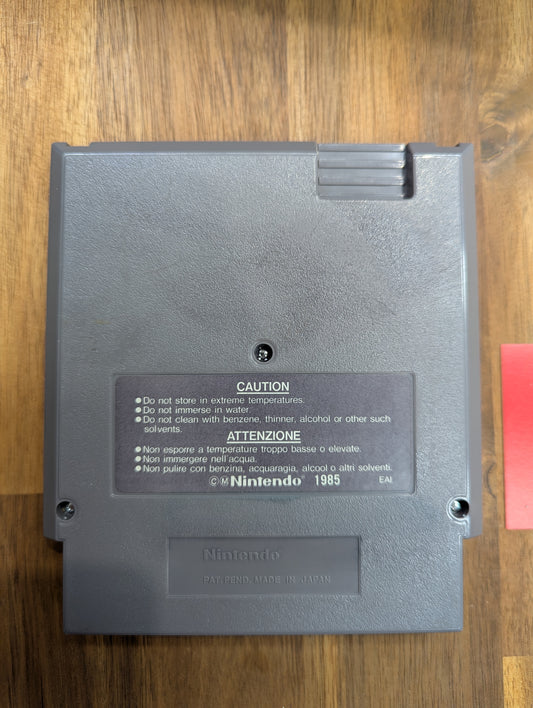 CAUTION
●Do not store in extreme temperatures.
●Do not immerse in water.
●Do not clean with benzene, thinner, alcohol or other such
solvents.
ATTENZIONE
●Non esporre a temperature troppo basse o elevate.
●Non immergere nell'acqua.
●Non pulire con benzina, acquaragia, alcool o altri solventi.
ⒸⓂNintendo® 1985 EAI
Nintendo
PAT. PEND. MADE IN JAPAN